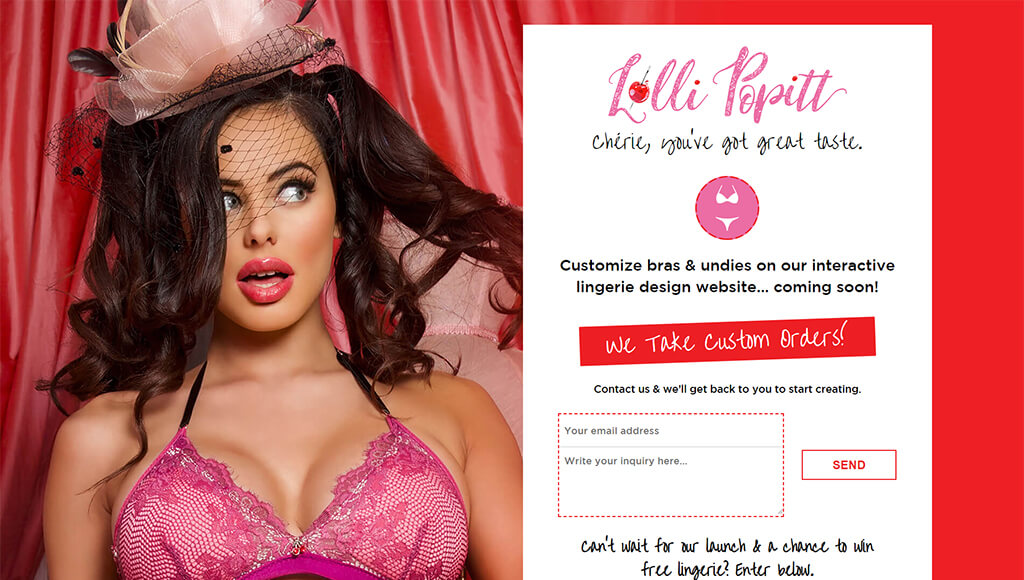 Lolli Popitt
Chérie, you've got great taste.
Customize bras & undies on our interactive
lingerie design website... coming soon!
We Take Custom Orders!
Contact us & we'll get back to you to start creating.
Your email address
Write your inquiry here...
SEND
Can't wait for our launch & a chance to win
free lingerie? Enter below.